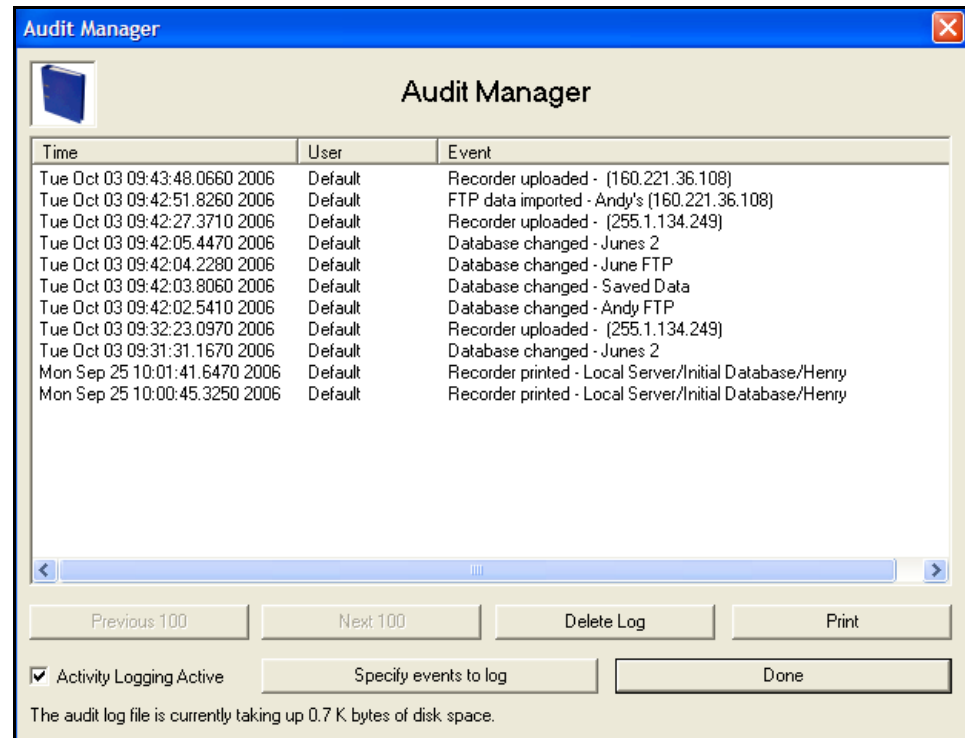 Audit Manager
Audit Manager
Time User Event
Tue Oct 03 09:43:48.0660 2006 Default Recorder uploaded - (160.221.36.108)
Tue Oct 03 09:42:51.8260 2006 Default FTP data imported - Andy's (160.221.36.108)
Tue Oct 03 09:42:27.3710 2006 Default Recorder uploaded - (255.1.134.249)
Tue Oct 03 09:42:05.4470 2006 Default Database changed - Junes 2
Tue Oct 03 09:42:04.2280 2006 Default Database changed - June FTP
Tue Oct 03 09:42:03.8060 2006 Default Database changed - Saved Data
Tue Oct 03 09:42:02.5410 2006 Default Database changed - Andy FTP
Tue Oct 03 09:32:23.0970 2006 Default Recorder uploaded - (255.1.134.249)
Tue Oct 03 09:31:31.1670 2006 Default Database changed - Junes 2
Mon Sep 25 10:01:41.6470 2006 Default Recorder printed - Local Server/Initial Database/Henry
Mon Sep 25 10:00:45.3250 2006 Default Recorder printed - Local Server/Initial Database/Henry
Previous 100 Next 100 Delete Log Print
Activity Logging Active Specify events to log Done
The audit log file is currently taking up 0.7 K bytes of disk space.